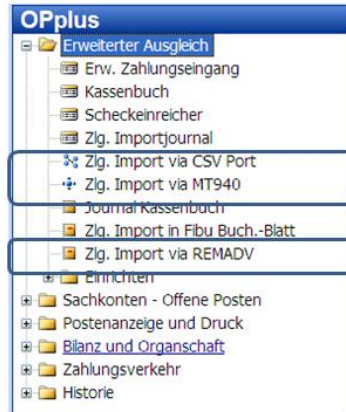 OPplus
Erweiterter Ausgleich
Erw. Zahlungseingang
Kassenbuch
Scheckeinreicher
Zlg. Importjournal
Zlg. Import via CSV Port
Zlg. Import via MT940
Journal Kassenbuch
Zlg. Import in Fibu Buch.-Blatt
Zlg. Import via REMADV
Einrichten
Sachkonten - Offene Posten
Postenanzeige und Druck
Bilanz und Organschaft
Zahlungsverkehr
Historie